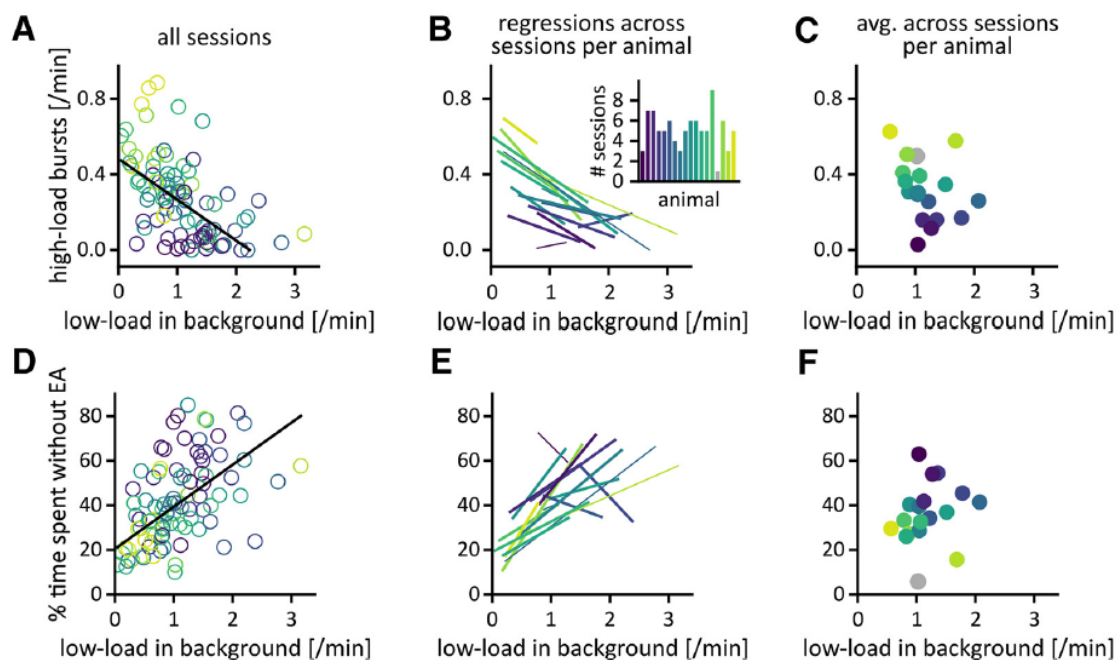 A
all sessions
high-load bursts [/min]
0.8
0.4
0.0
0 1 2 3
low-load in background [/min]
B
regressions across
sessions per animal
0.8
0.4
0.0
# sessions
8
6
4
2
0
animal
0 1 2 3
low-load in background [/min]
C
avg. across sessions
per animal
0.8
0.4
0.0
0 1 2 3
low-load in background [/min]
D
% time spent without EA
80
60
40
20
0
0 1 2 3
low-load in background [/min]
E
80
60
40
20
0
0 1 2 3
low-load in background [/min]
F
80
60
40
20
0
0 1 2 3
low-load in background [/min]